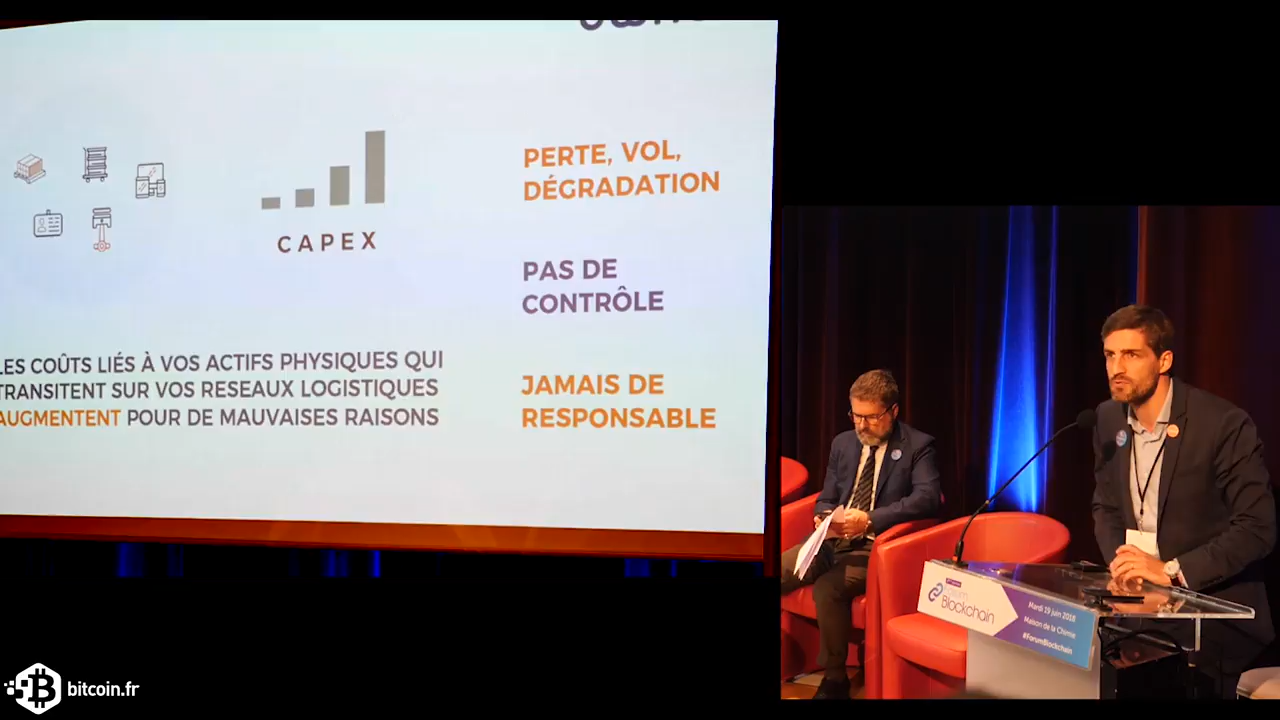 CAPEX
LES COÛTS LIÉS À VOS ACTIFS PHYSIQUES QUI
TRANSITENT SUR VOS RESEAUX LOGISTIQUES
AUGMENTENT POUR DE MAUVAISES RAISONS
PERTE, VOL,
DÉGRADATION
PAS DE
CONTRÔLE
JAMAIS DE
RESPONSABLE
Forum
Blockchain
Mardi 19 juin 2018
Maison de la Chimie
#ForumBlockchain
bitcoin.fr